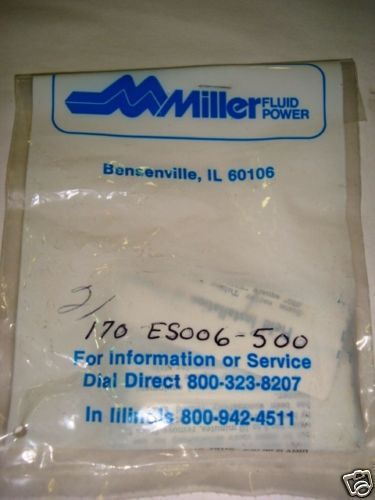 Miller FLUID POWER
Bensenville, IL 60106
2/
170 ES006-500
For Information or Service
Dial Direct 800-323-8207
In Illinois 800-942-4511